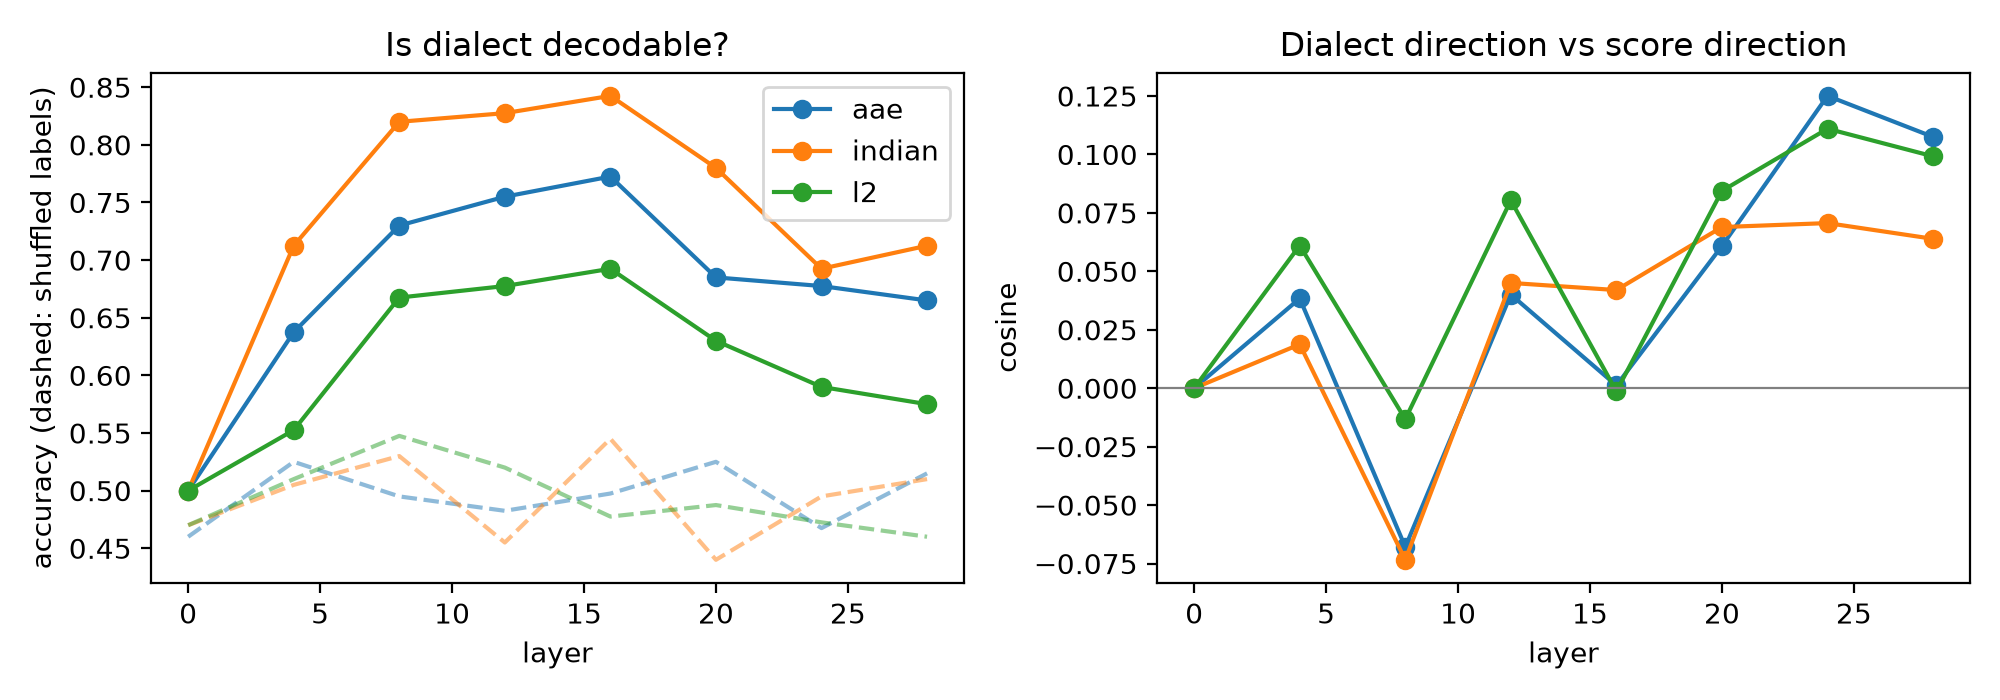 Is dialect decodable?
accuracy (dashed: shuffled labels)
0.85
0.80
0.75
0.70
0.65
0.60
0.55
0.50
0.45
aae
indian
l2
0 5 10 15 20 25
layer
Dialect direction vs score direction
cosine
0.125
0.100
0.075
0.050
0.025
0.000
−0.025
−0.050
−0.075
0 5 10 15 20 25
layer